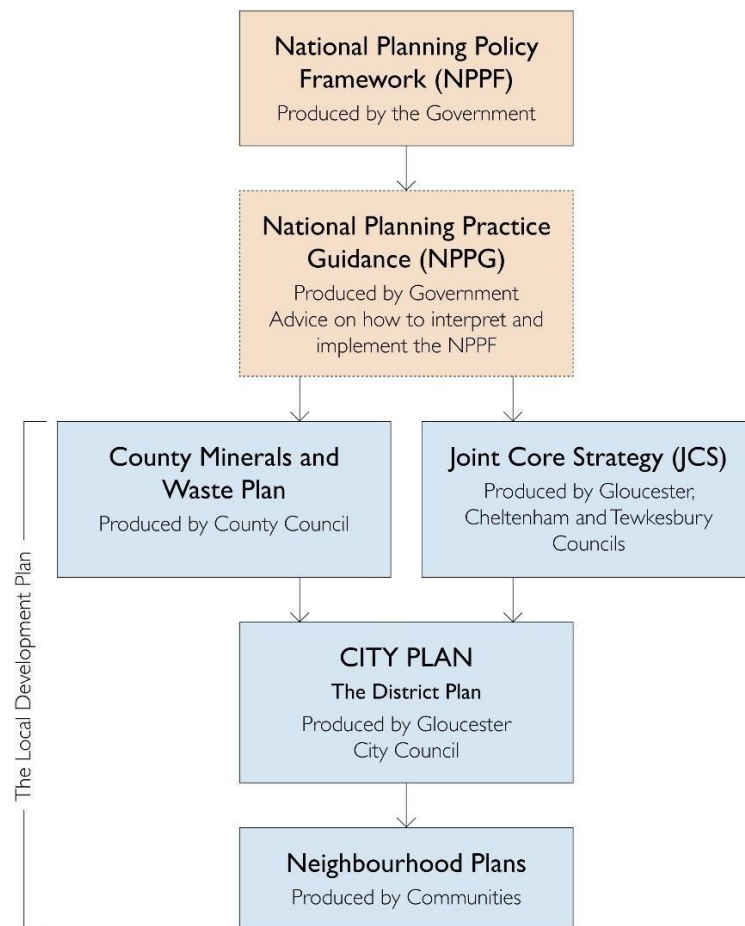 National Planning Policy
Framework (NPPF)
Produced by the Government
National Planning Practice
Guidance (NPPG)
Produced by Government
Advice on how to interpret and
implement the NPPF
The Local Development Plan
County Minerals and
Waste Plan
Produced by County Council
Joint Core Strategy (JCS)
Produced by Gloucester,
Cheltenham and Tewkesbury
Councils
CITY PLAN
The District Plan
Produced by Gloucester
City Council
Neighbourhood Plans
Produced by Communities